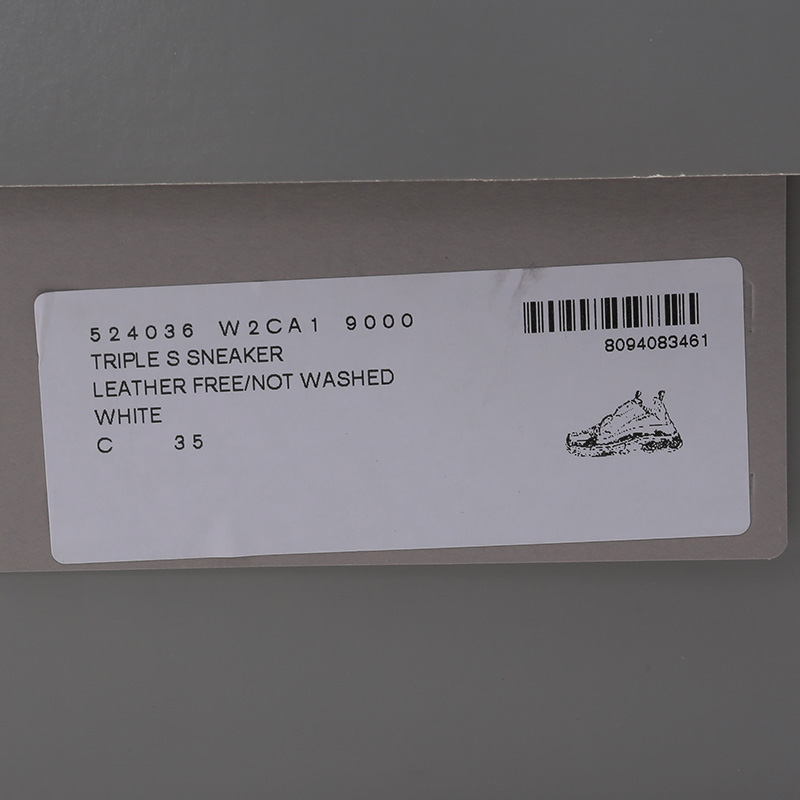 524036 W2CA1 9000
TRIPLE S SNEAKER
LEATHER FREE/NOT WASHED
WHITE
C 35
8094083461